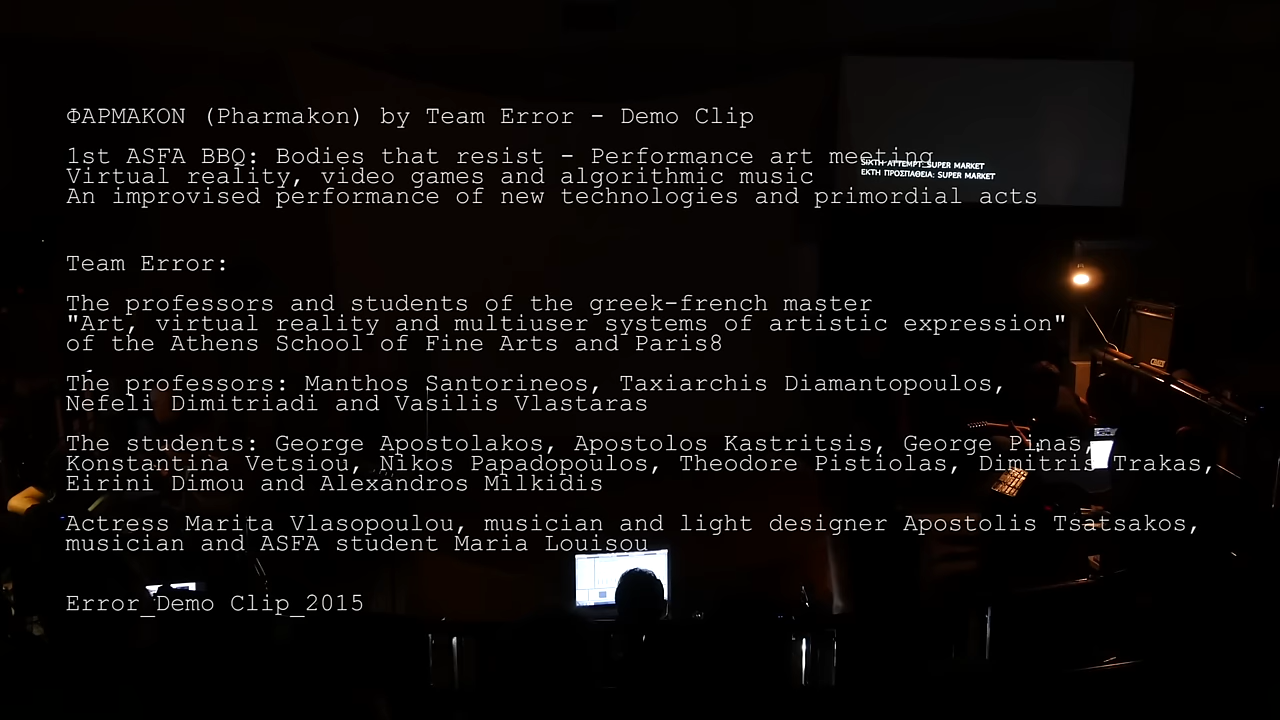 ΦΑΡΜΑΚΟΝ (Pharmakon) by Team Error - Demo Clip
1st ASFA BBQ: Bodies that resist - Performance art meeting
Virtual reality, video games and algorithmic music
An improvised performance of new technologies and primordial acts
SIXTH ATTEMPT: SUPER MARKET
ΕΚΤΗ ΠΡΟΣΠΑΘΕΙΑ: SUPER MARKET
Team Error:
The professors and students of the greek-french master
"Art, virtual reality and multiuser systems of artistic expression"
of the Athens School of Fine Arts and Paris8
The professors: Manthos Santorineos, Taxiarchis Diamantopoulos,
Nefeli Dimitriadi and Vasilis Vlastaras
The students: George Apostolakos, Apostolos Kastritsis, George Pinas,
Konstantina Vetsiou, Nikos Papadopoulos, Theodore Pistiolas, Dimitris Trakas,
Eirini Dimou and Alexandros Milkidis
Actress Marita Vlasopoulou, musician and light designer Apostolis Tsatsakos,
musician and ASFA student Maria Louisou
Error_Demo Clip_2015
CRATE